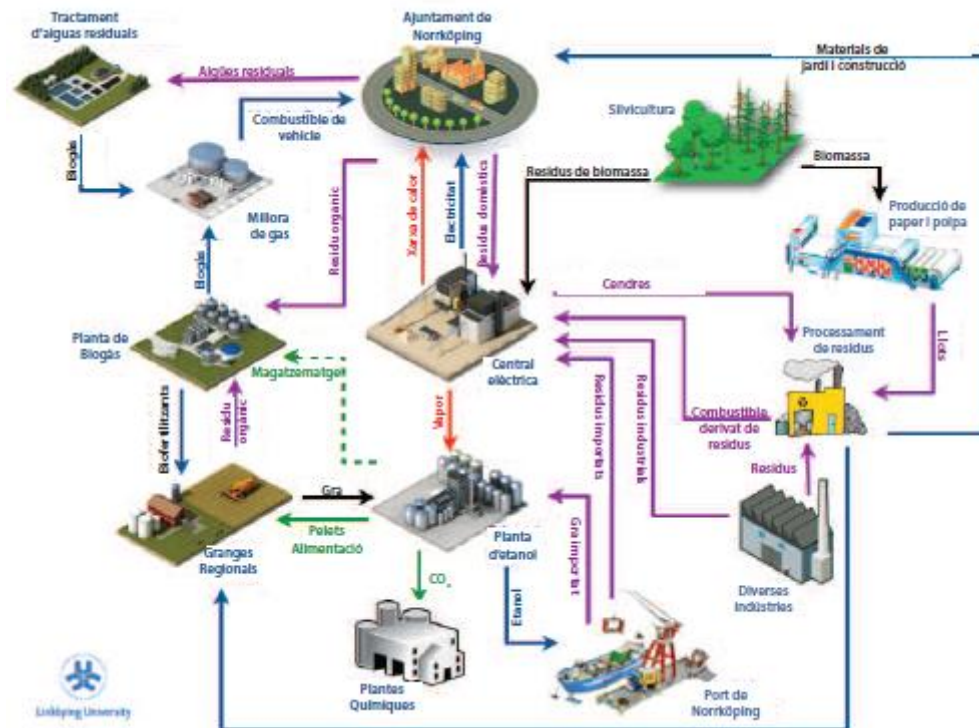 Tractament
d'aiguas residuals
Ajuntament de
Norrköping
Materials de
jardi i construcció
Aigües residuals
Silvicultura
Combustible
de vehicle
Biogàs
Biomassa
Residus de biomassa
Millora
de gas
Residu orgànic
Xarxa de calor
Electricitat
Residus domèstics
Producció de
paper i polpa
Biogàs
Cendres
Planta de
Biogàs
Central
elèctrica
Processament
de residus
Llots
Magatzematge
Biofertilitzants
Residu
orgànic
Vapor
Residus importats
Residus industrials
Combustible
derivat de
residus
Residus
Gra
Pelets
Alimentació
Granges
Regionals
Planta
d'etanol
Gra importat
CO₂
Etanol
Diverses
Indústries
Plantes
Químiques
Port de
Norrköping
Linköping University